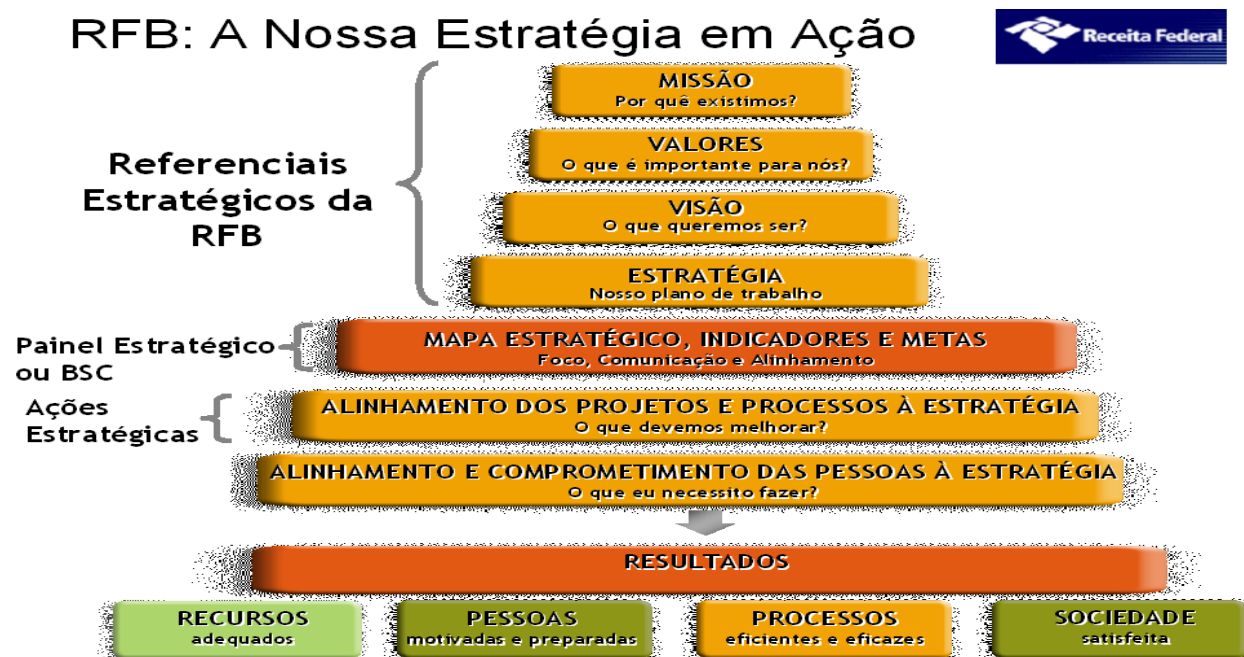 RFB: A Nossa Estratégia em Ação
Receita Federal
MISSÃO
Por quê existimos?
Referenciais
Estratégicos da
RFB
VALORES
O que é importante para nós?
VISÃO
O que queremos ser?
ESTRATÉGIA
Nosso plano de trabalho
Painel Estratégico
ou BSC
MAPA ESTRATÉGICO, INDICADORES E METAS
Foco, Comunicação e Alinhamento
Ações
Estratégicas
ALINHAMENTO DOS PROJETOS E PROCESSOS À ESTRATÉGIA
O que devemos melhorar?
ALINHAMENTO E COMPROMETIMENTO DAS PESSOAS À ESTRATÉGIA
O que eu necessito fazer?
RESULTADOS
RECURSOS
adequados
PESSOAS
motivadas e preparadas
PROCESSOS
eficientes e eficazes
SOCIEDADE
satisfeita